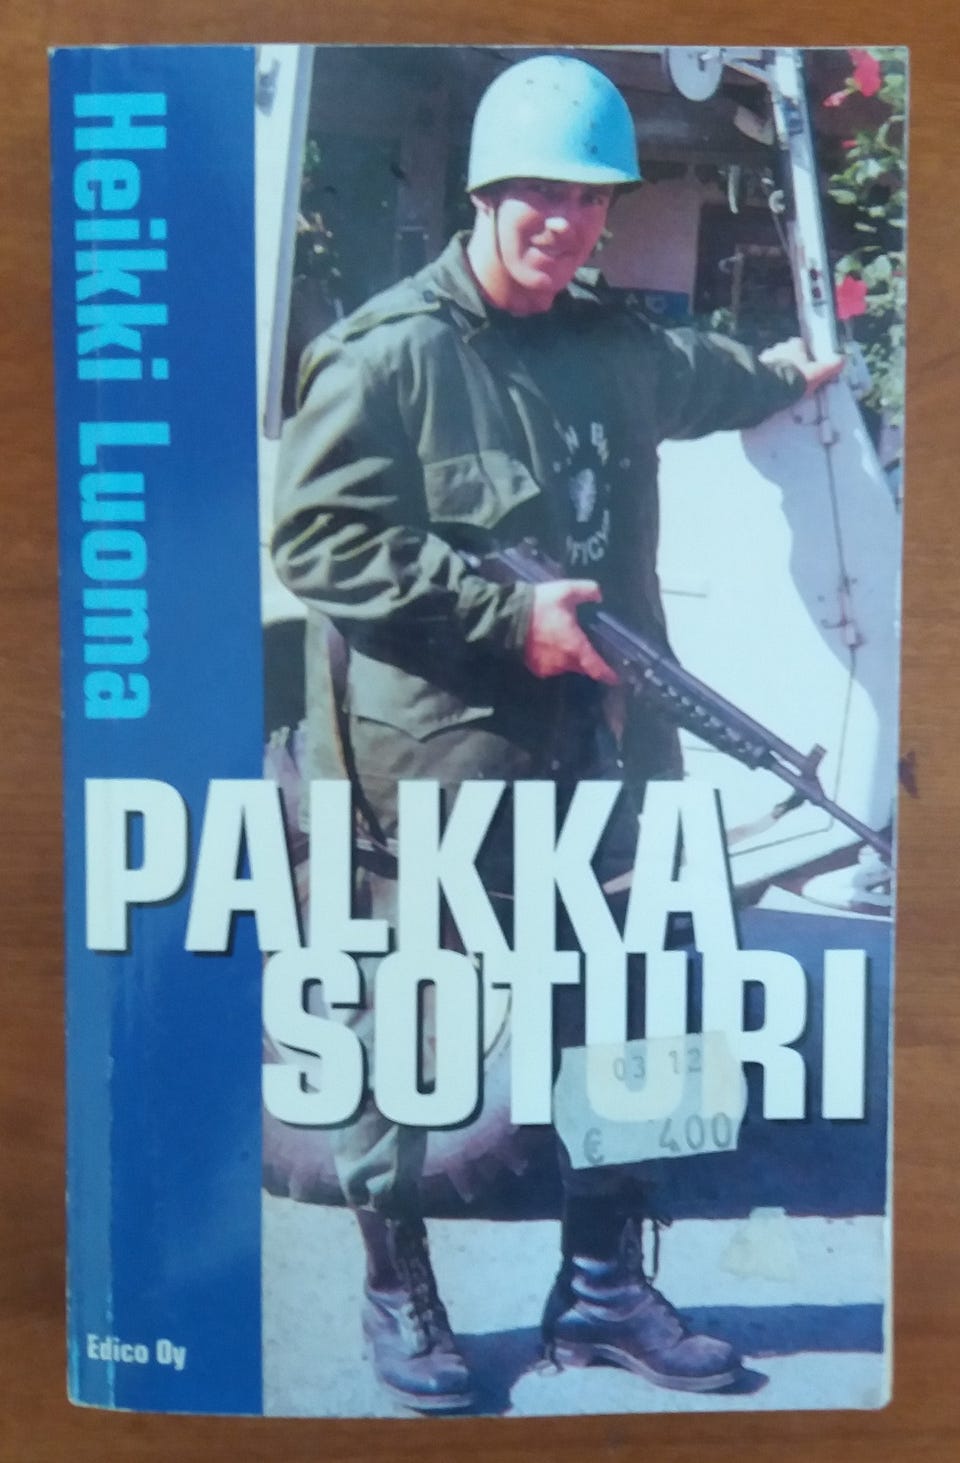 Heikki Luoma
PALKKA
SOTURI
03 12
€ 400
Edico Oy